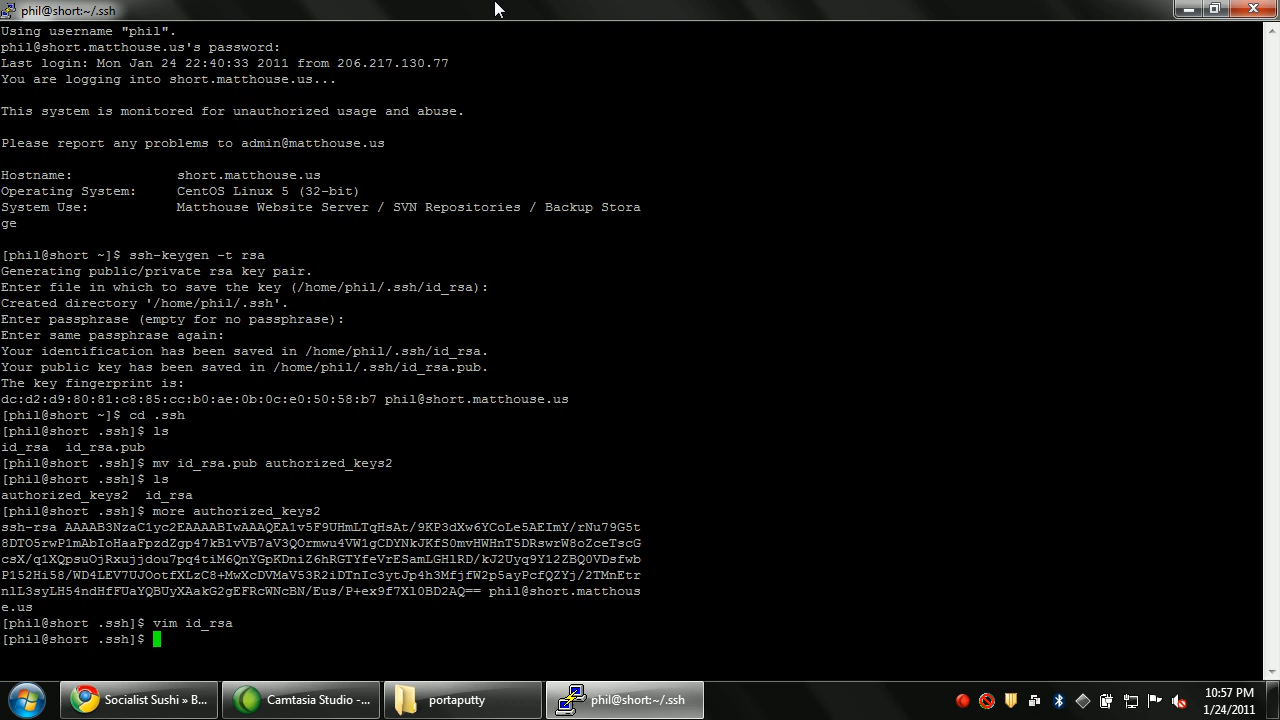 phil@short:~/.ssh
Using username "phil".
phil@short.matthouse.us's password:
Last login: Mon Jan 24 22:40:33 2011 from 206.217.130.77
You are logging into short.matthouse.us...
This system is monitored for unauthorized usage and abuse.
Please report any problems to admin@matthouse.us
Hostname: short.matthouse.us
Operating System: CentOS Linux 5 (32-bit)
System Use: Matthouse Website Server / SVN Repositories / Backup Stora
ge
[phil@short ~]$ ssh-keygen -t rsa
Generating public/private rsa key pair.
Enter file in which to save the key (/home/phil/.ssh/id_rsa):
Created directory '/home/phil/.ssh'.
Enter passphrase (empty for no passphrase):
Enter same passphrase again:
Your identification has been saved in /home/phil/.ssh/id_rsa.
Your public key has been saved in /home/phil/.ssh/id_rsa.pub.
The key fingerprint is:
dc:d2:d9:80:81:c8:85:cc:b0:ae:0b:0c:e0:50:58:b7 phil@short.matthouse.us
[phil@short ~]$ cd .ssh
[phil@short .ssh]$ ls
id_rsa id_rsa.pub
[phil@short .ssh]$ mv id_rsa.pub authorized_keys2
[phil@short .ssh]$ ls
authorized_keys2 id_rsa
[phil@short .ssh]$ more authorized_keys2
ssh-rsa AAAAB3NzaC1yc2EAAAABIwAAAQEA1v5F9UHmLTqHsAt/9KP3dXw6YCoLe5AEImY/rNu79G5t
8DTO5rwP1mAbIoHaaFpzdZgp47kB1vVB7aV3QOrmwu4VW1gCDYNkJKfS0mvHWHnT5DRswrW8oZceTscG
csX/q1XQpsuOjRxujjdou7pq4tiM6QnYGpKDniZ6hRGTYfeVrESamLGHlRD/kJ2Uyq9Y12ZBQ0VDsfwb
P152Hi58/WD4LEV7UJOotfXLzC8+MwXcDVMaV53R2iDTnIc3ytJp4h3MfjfW2p5ayPcfQZYj/2TMnEtr
nlL3syLH54ndHfFUaYQBUyXAakG2gEFRcWNcBN/Eus/P+ex9f7Xl0BD2AQ== phil@short.matthous
e.us
[phil@short .ssh]$ vim id_rsa
[phil@short .ssh]$
Socialist Sushi » B...
Camtasia Studio -...
portaputty
phil@short:~/.ssh
10:57 PM
1/24/2011